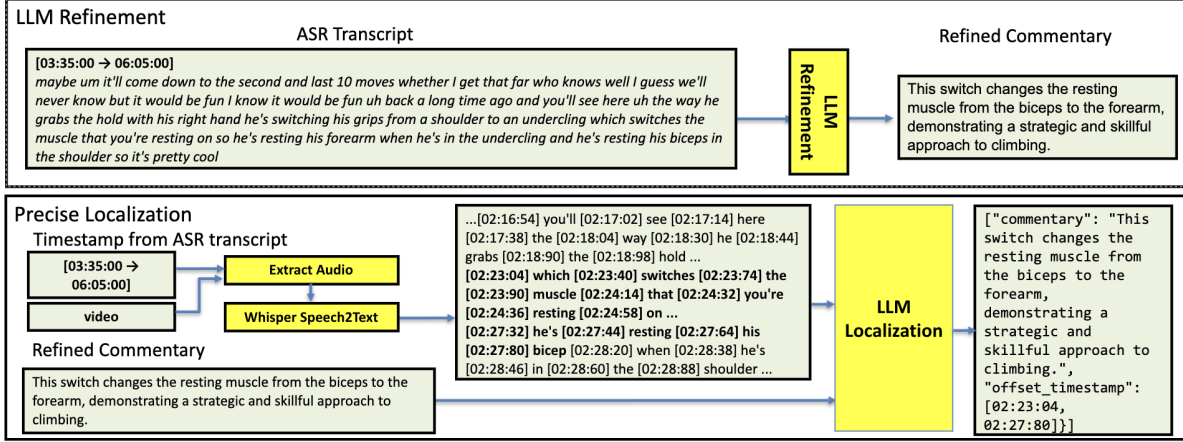 LLM Refinement
ASR Transcript
[03:35:00 → 06:05:00]
maybe um it'll come down to the second and last 10 moves whether I get that far who knows well I guess we'll
never know but it would be fun I know it would be fun uh back a long time ago and you'll see here uh the way he
grabs the hold with his right hand he's switching his grips from a shoulder to an undercling which switches the
muscle that you're resting on so he's resting his forearm when he's in the undercling and he's resting his biceps in
the shoulder so it's pretty cool
LLM
Refinement
Refined Commentary
This switch changes the resting
muscle from the biceps to the forearm,
demonstrating a strategic and skillful
approach to climbing.
Precise Localization
Timestamp from ASR transcript
[03:35:00 →
06:05:00]
video
Extract Audio
Whisper Speech2Text
Refined Commentary
This switch changes the resting muscle from the biceps to the
forearm, demonstrating a strategic and skillful approach to
climbing.
...[02:16:54] you'll [02:17:02] see [02:17:14] here
[02:17:38] the [02:18:04] way [02:18:30] he [02:18:44]
grabs [02:18:90] the [02:18:98] hold ...
[02:23:04] which [02:23:40] switches [02:23:74] the
[02:23:90] muscle [02:24:14] that [02:24:32] you're
[02:24:36] resting [02:24:58] on ...
[02:27:32] he's [02:27:44] resting [02:27:64] his
[02:27:80] bicep [02:28:20] when [02:28:38] he's
[02:28:46] in [02:28:60] the [02:28:88] shoulder ...
LLM
Localization
["commentary": "This
switch changes the
resting muscle from
the biceps to the
forearm,
demonstrating a
strategic and
skillful approach to
climbing.",
"offset_timestamp":
[02:23:04,
02:27:80]}]